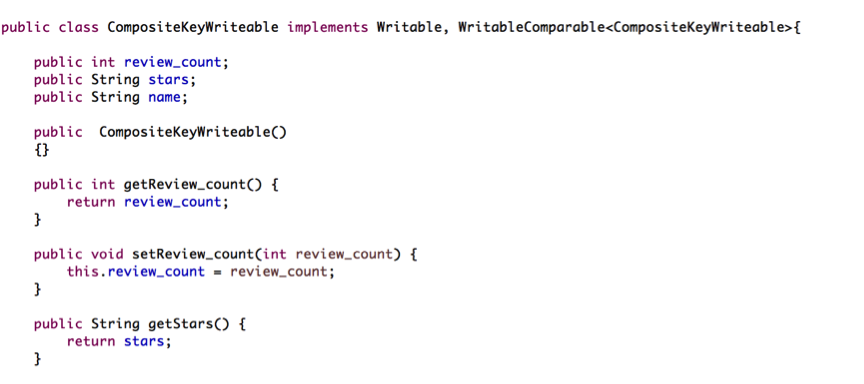 public class CompositeKeyWriteable implements Writable, WritableComparable<CompositeKeyWriteable>{
public int review_count;
public String stars;
public String name;
public  CompositeKeyWriteable()
{}
public int getReview_count() {
return review_count;
}
public void setReview_count(int review_count) {
this.review_count = review_count;
}
public String getStars() {
return stars;
}